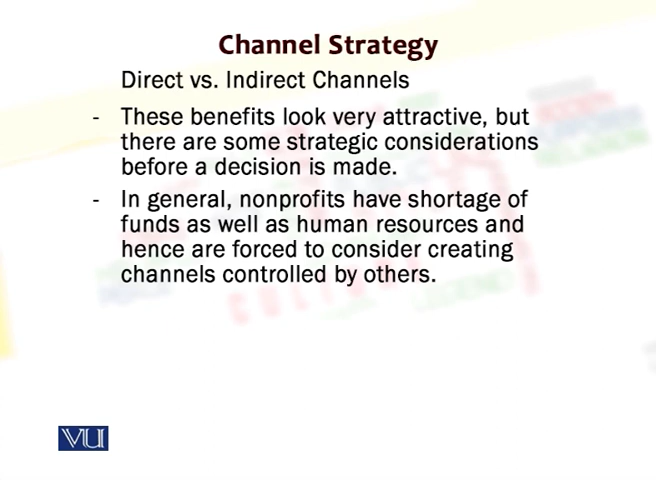 Channel Strategy
Direct vs. Indirect Channels
- These benefits look very attractive, but
there are some strategic considerations
before a decision is made.
- In general, nonprofits have shortage of
funds as well as human resources and
hence are forced to consider creating
channels controlled by others.
VU